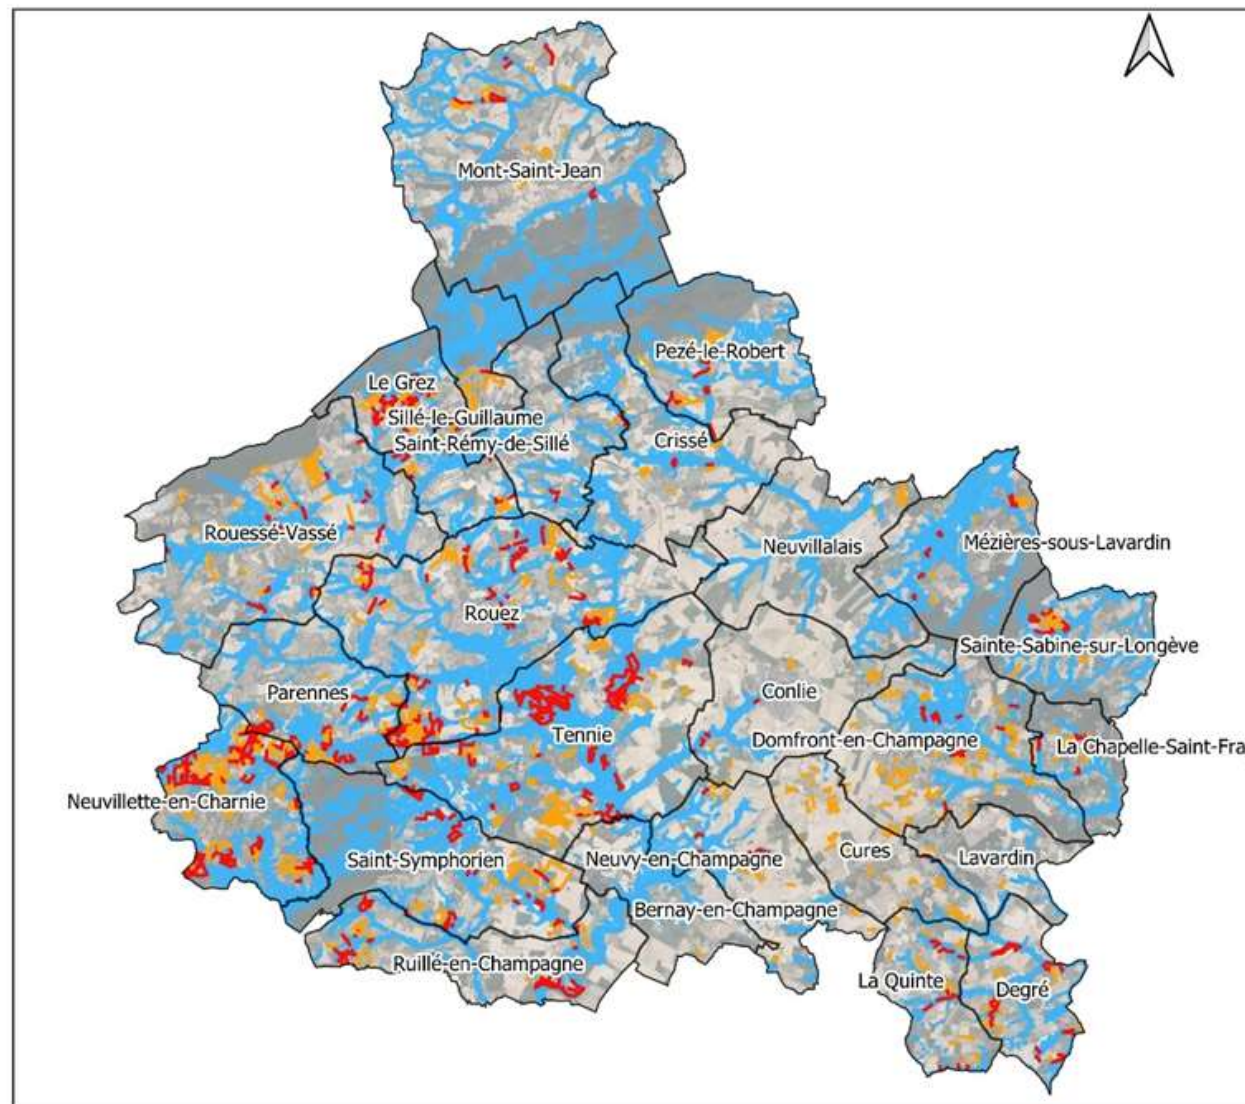 Mont-Saint-Jean
Pezé-le-Robert
Le Grez
Sillé-le-Guillaume
Saint-Rémy-de-Sillé
Crissé
Rouessé-Vassé
Neuvillalais
Mézières-sous-Lavardin
Rouez
Sainte-Sabine-sur-Longève
Parennes
Conlie
Tennie
Domfront-en-Champagne
La Chapelle-Saint-Fra
Neuvillette-en-Charnie
Saint-Symphorien
Neuvy-en-Champagne
Cures
Lavardin
Bernay-en-Champagne
Ruillé-en-Champagne
La Quinte
Degré